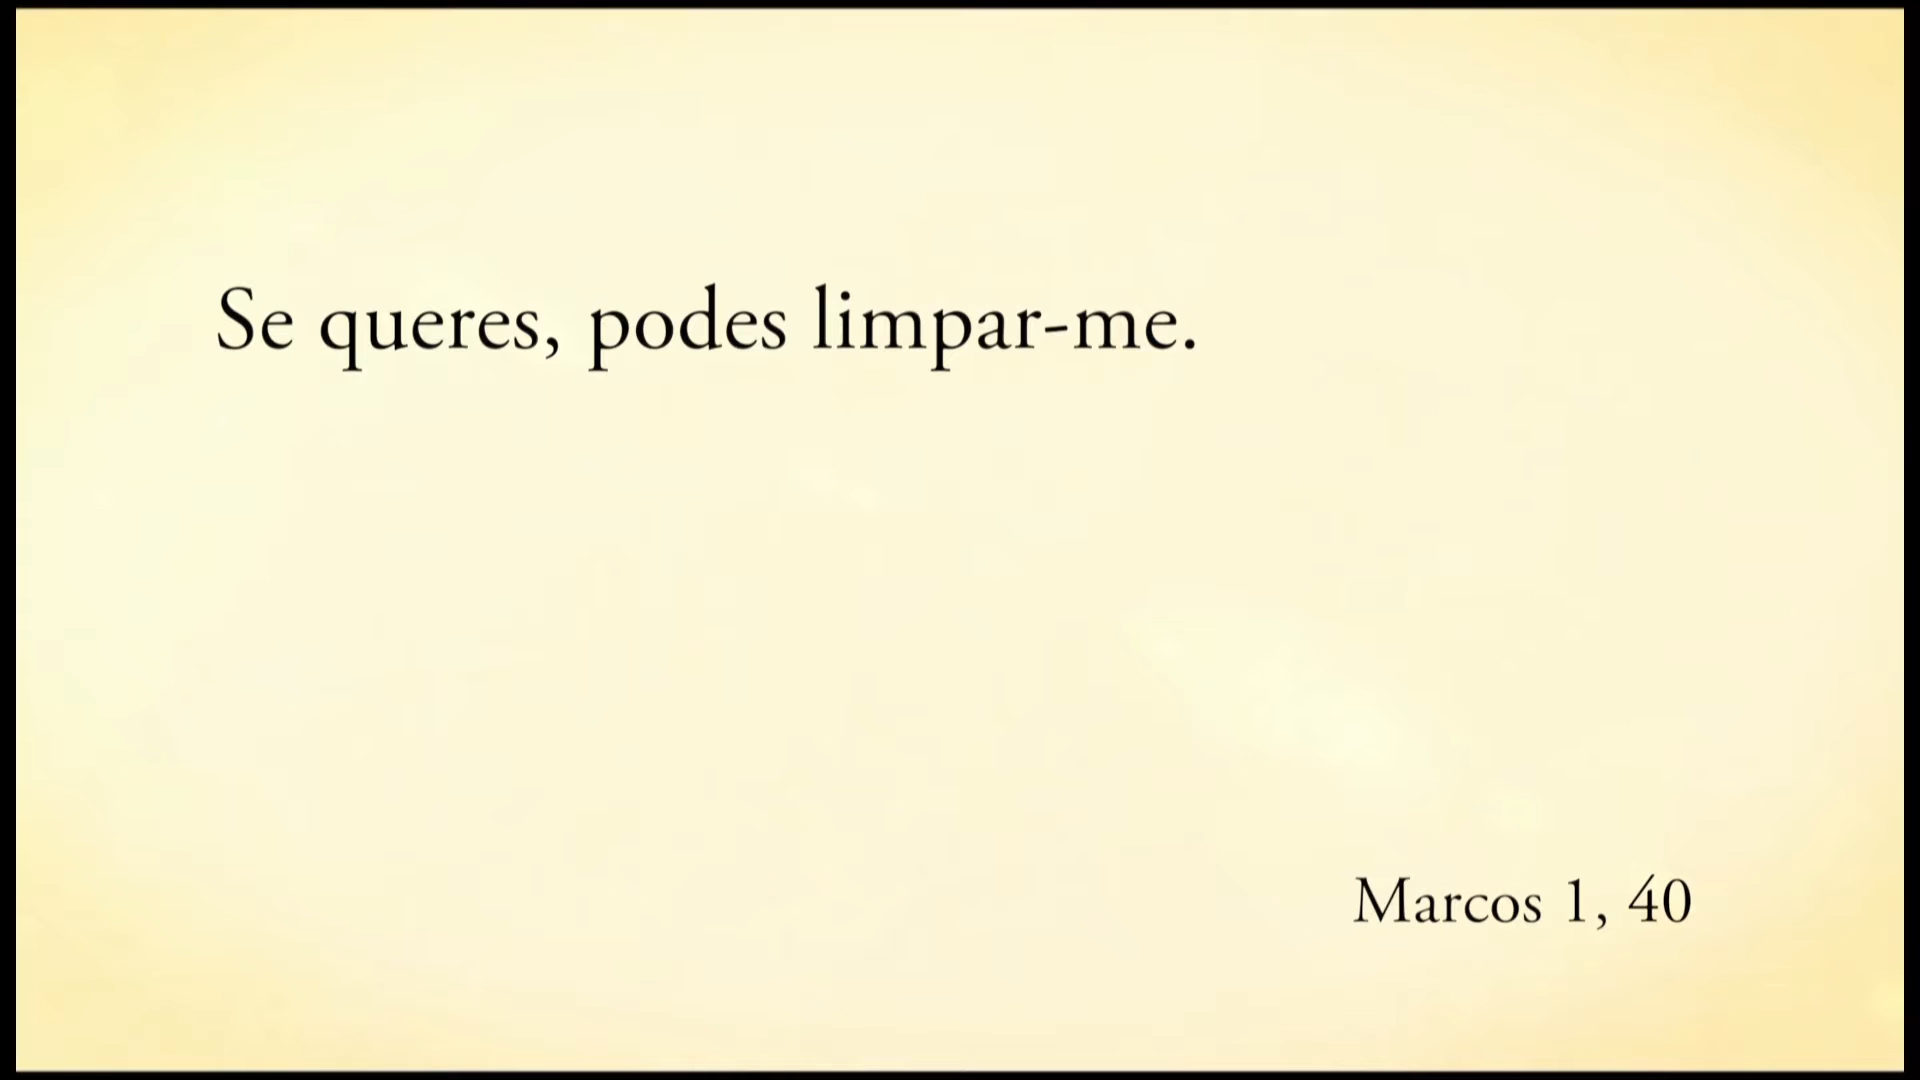 Se queres, podes limpar-me.
Marcos 1, 40